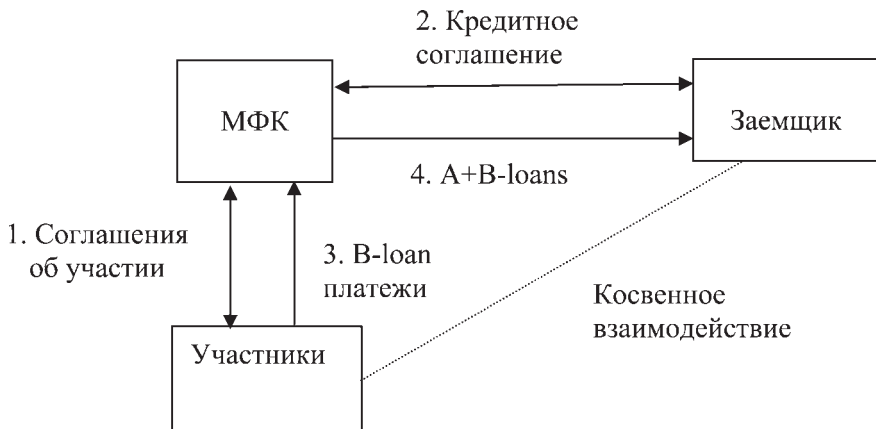 2. Кредитное
соглашение
МФК
Заемщик
4. A+B-loans
1. Соглашения
об участии
3. B-loan
платежи
Косвенное
взаимодействие
Участники